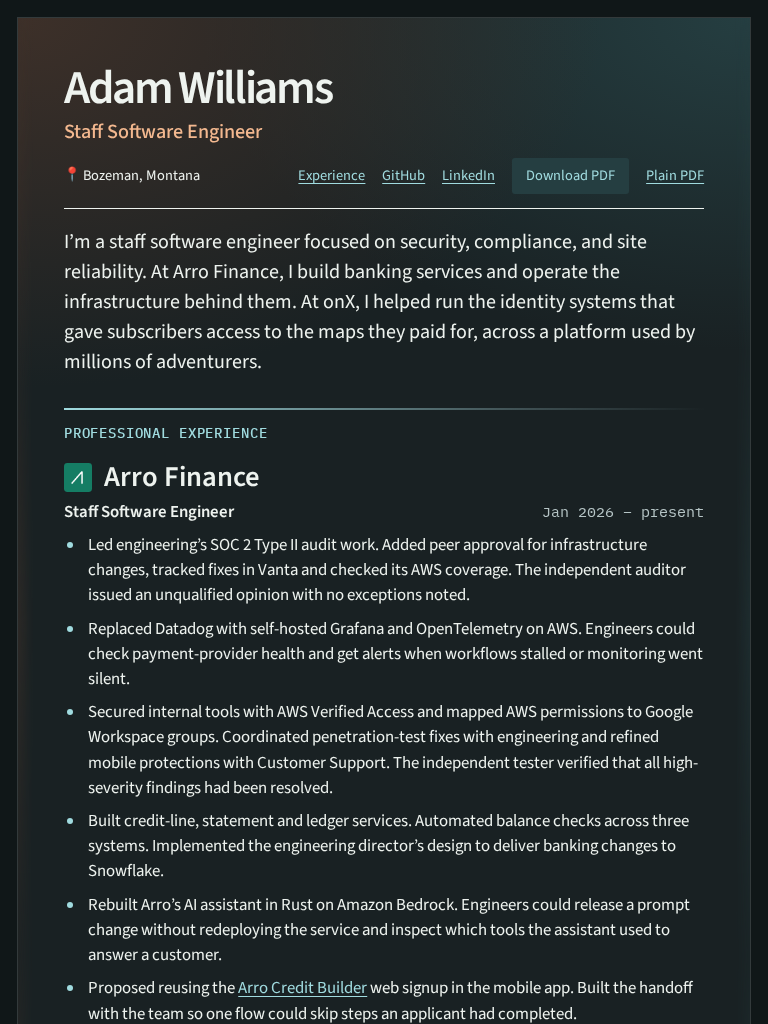 Adam Williams
Staff Software Engineer
📍 Bozeman, Montana
Experience GitHub LinkedIn Download PDF Plain PDF
I’m a staff software engineer focused on security, compliance, and site
reliability. At Arro Finance, I build banking services and operate the
infrastructure behind them. At onX, I helped run the identity systems that
gave subscribers access to the maps they paid for, across a platform used by
millions of adventurers.
PROFESSIONAL EXPERIENCE
Arro Finance
Staff Software Engineer Jan 2026 – present
• Led engineering’s SOC 2 Type II audit work. Added peer approval for infrastructure
changes, tracked fixes in Vanta and checked its AWS coverage. The independent auditor
issued an unqualified opinion with no exceptions noted.
• Replaced Datadog with self-hosted Grafana and OpenTelemetry on AWS. Engineers could
check payment-provider health and get alerts when workflows stalled or monitoring went
silent.
• Secured internal tools with AWS Verified Access and mapped AWS permissions to Google
Workspace groups. Coordinated penetration-test fixes with engineering and refined
mobile protections with Customer Support. The independent tester verified that all high-
severity findings had been resolved.
• Built credit-line, statement and ledger services. Automated balance checks across three
systems. Implemented the engineering director’s design to deliver banking changes to
Snowflake.
• Rebuilt Arro’s AI assistant in Rust on Amazon Bedrock. Engineers could release a prompt
change without redeploying the service and inspect which tools the assistant used to
answer a customer.
• Proposed reusing the Arro Credit Builder web signup in the mobile app. Built the handoff
with the team so one flow could skip steps an applicant had completed.